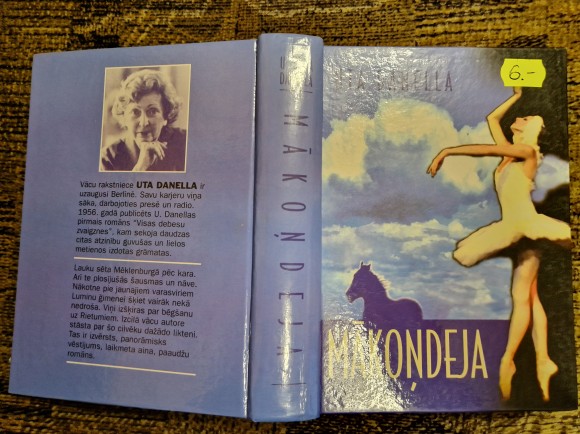 Vācu rakstniece UTA DANELLA ir
uzaugusi Berlīnē. Savu karjeru viņa
sāka, darbojoties presē un radio.
1956. gadā publicēts U. Danellas
pirmais romāns "Visas debesu
zvaigznes", kam sekoja daudzas
citas atzinību guvušas un lielos
metienos izdotas grāmatas.
Lauku sēta Mēklenburgā pēc kara.
Arī te plosījušās šausmas un nāve.
Nākotne pie jaunajiem varasvīriem
Luminu ģimenei šķiet vairāk nekā
nedroša. Viņi izšķiras par bēgšanu
uz Rietumiem. Izcilā vācu autore
stāsta par šo cilvēku dažādo likteni.
Tas ir izvērsts, panorāmisks
vēstījums, laikmeta aina, paaudžu
romāns.
UTA DANELLA
MĀKOŅDEJA
UTA DANELLA
6.-
MĀKOŅDEJA